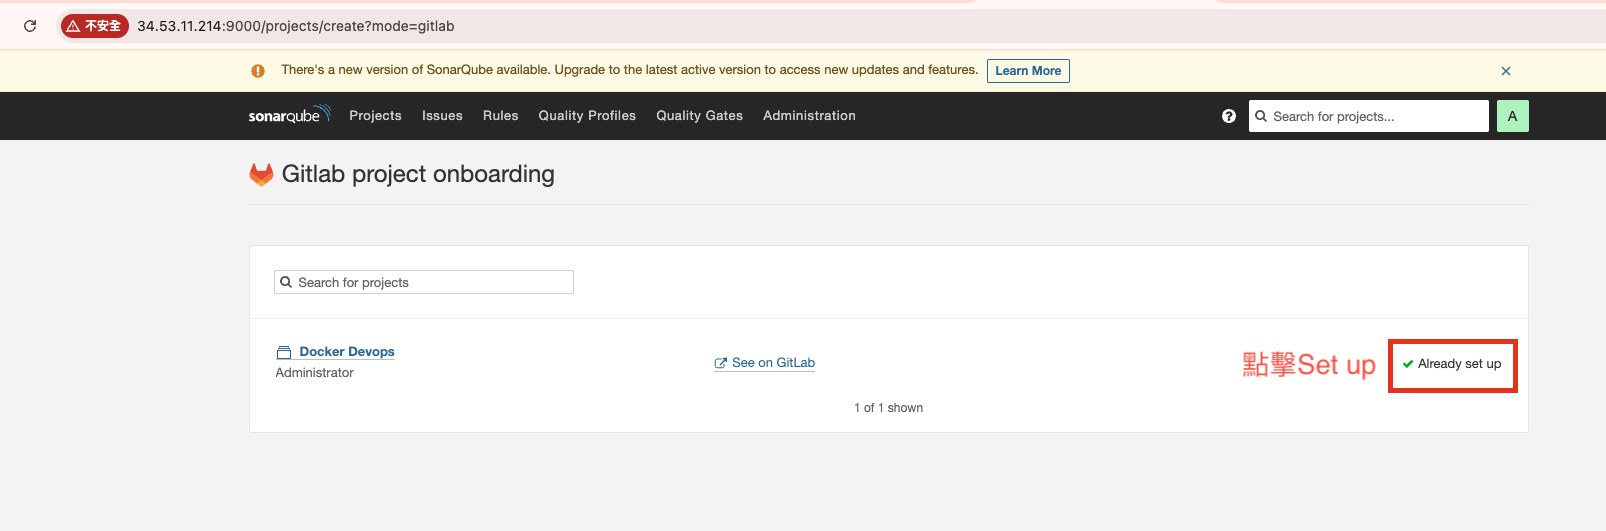 不安全 34.53.11.214:9000/projects/create?mode=gitlab
There's a new version of SonarQube available. Upgrade to the latest active version to access new updates and features. Learn More
sonarqube Projects Issues Rules Quality Profiles Quality Gates Administration Search for projects... A
Gitlab project onboarding
Search for projects
Docker Devops
Administrator
See on GitLab
點擊Set up
Already set up
1 of 1 shown